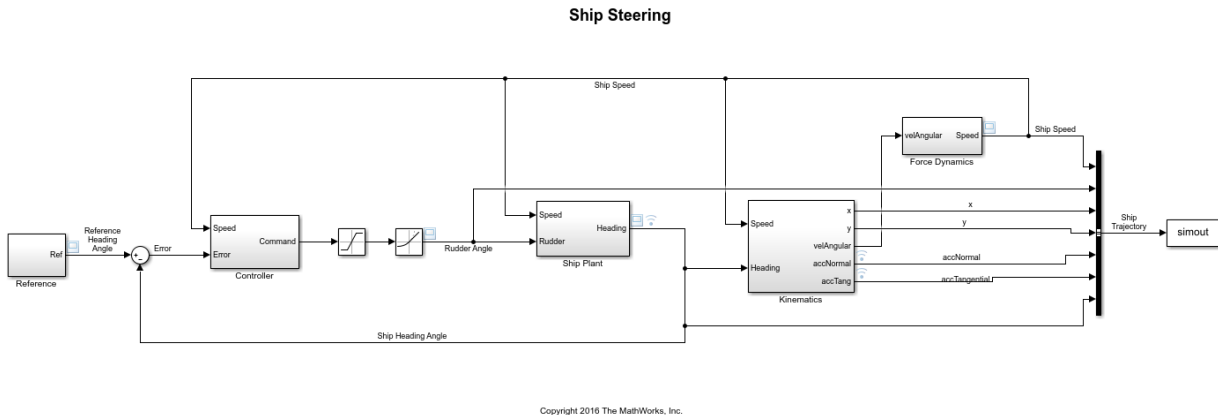 Ship Steering
Ship Speed
velAngular
Speed
Ship Speed
Force Dynamics
x
y
Ship
Trajectory
simout
Reference
Heading
Angle
Ref
Reference
+
_
Error
Speed
Error
Command
Controller
Rudder Angle
Speed
Rudder
Heading
Ship Plant
Speed
Heading
x
y
velAngular
accNormal
accTang
Kinematics
accNormal
accTangential
Ship Heading Angle
Copyright 2016 The MathWorks, Inc.